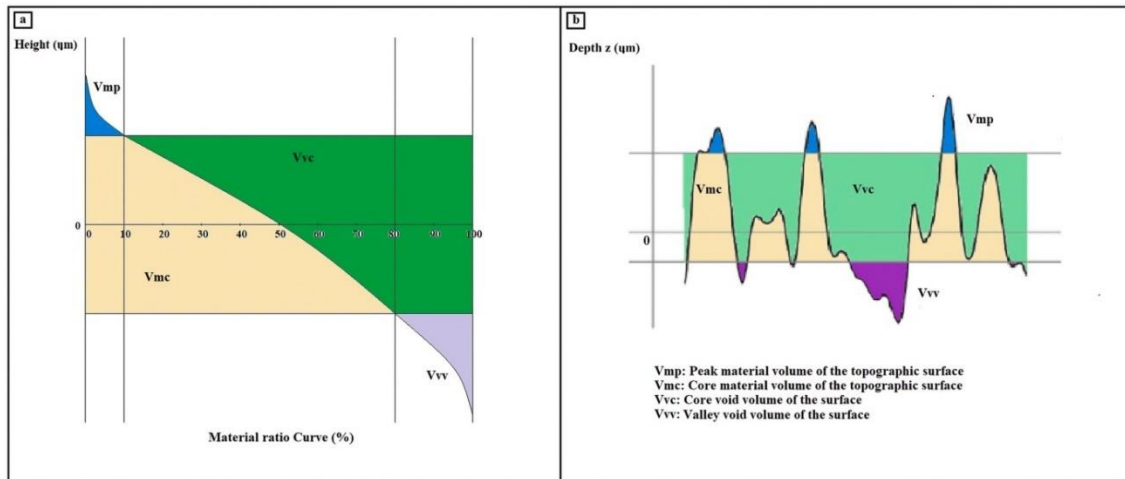 a
Height (ɥm)
Vmp
Vvc
0
0 10 20 30 40 50 60 70 80 90 100
Vmc
Vvv
Material ratio Curve (%)
b
Depth z (ɥm)
Vmp
Vmc
Vvc
0
Vvv
Vmp: Peak material volume of the topographic surface
Vmc: Core material volume of the topographic surface
Vvc: Core void volume of the surface
Vvv: Valley void volume of the surface